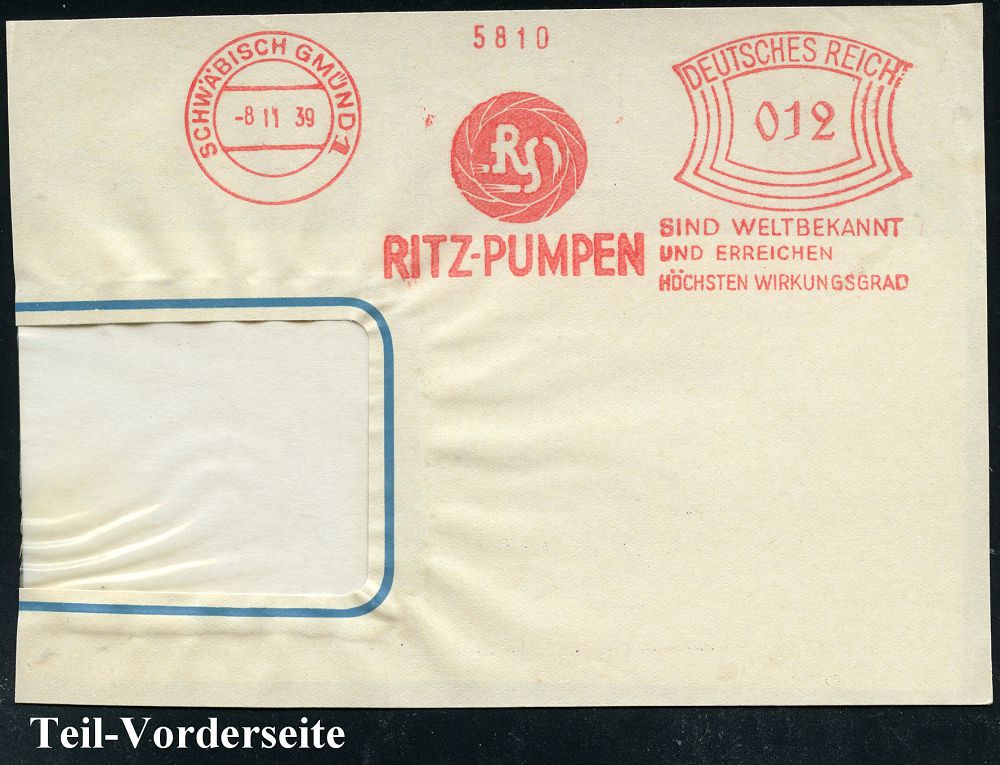 5810
SCHWÄBISCH GMÜND 1
-8 11 39
DEUTSCHES REICH
012
RS
RITZ-PUMPEN
SIND WELTBEKANNT
UND ERREICHEN
HÖCHSTEN WIRKUNGSGRAD
Teil-Vorderseite